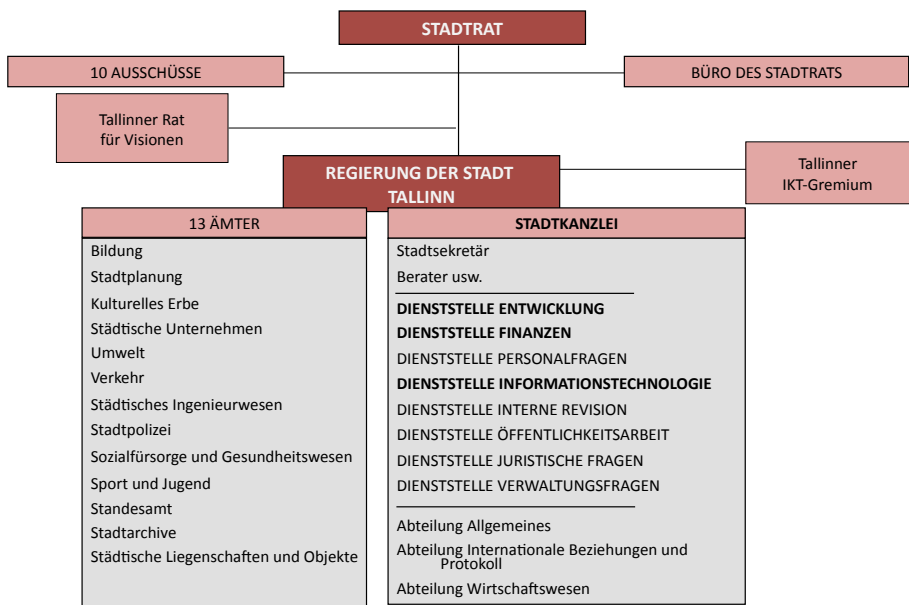 STADTRAT
10 AUSSCHÜSSE
BÜRO DES STADTRATS
Tallinner Rat
für Visionen
REGIERUNG DER STADT
TALLINN
Tallinner
IKT-Gremium
13 ÄMTER
Bildung
Stadtplanung
Kulturelles Erbe
Städtische Unternehmen
Umwelt
Verkehr
Städtisches Ingenieurwesen
Stadtpolizei
Sozialfürsorge und Gesundheitswesen
Sport und Jugend
Standesamt
Stadtarchive
Städtische Liegenschaften und Objekte
STADTKANZLEI
Stadtsekretär
Berater usw.
DIENSTSTELLE ENTWICKLUNG
DIENSTSTELLE FINANZEN
DIENSTSTELLE PERSONALFRAGEN
DIENSTSTELLE INFORMATIONSTECHNOLOGIE
DIENSTSTELLE INTERNE REVISION
DIENSTSTELLE ÖFFENTLICHKEITSARBEIT
DIENSTSTELLE JURISTISCHE FRAGEN
DIENSTSTELLE VERWALTUNGSFRAGEN
Abteilung Allgemeines
Abteilung Internationale Beziehungen und
Protokoll
Abteilung Wirtschaftswesen